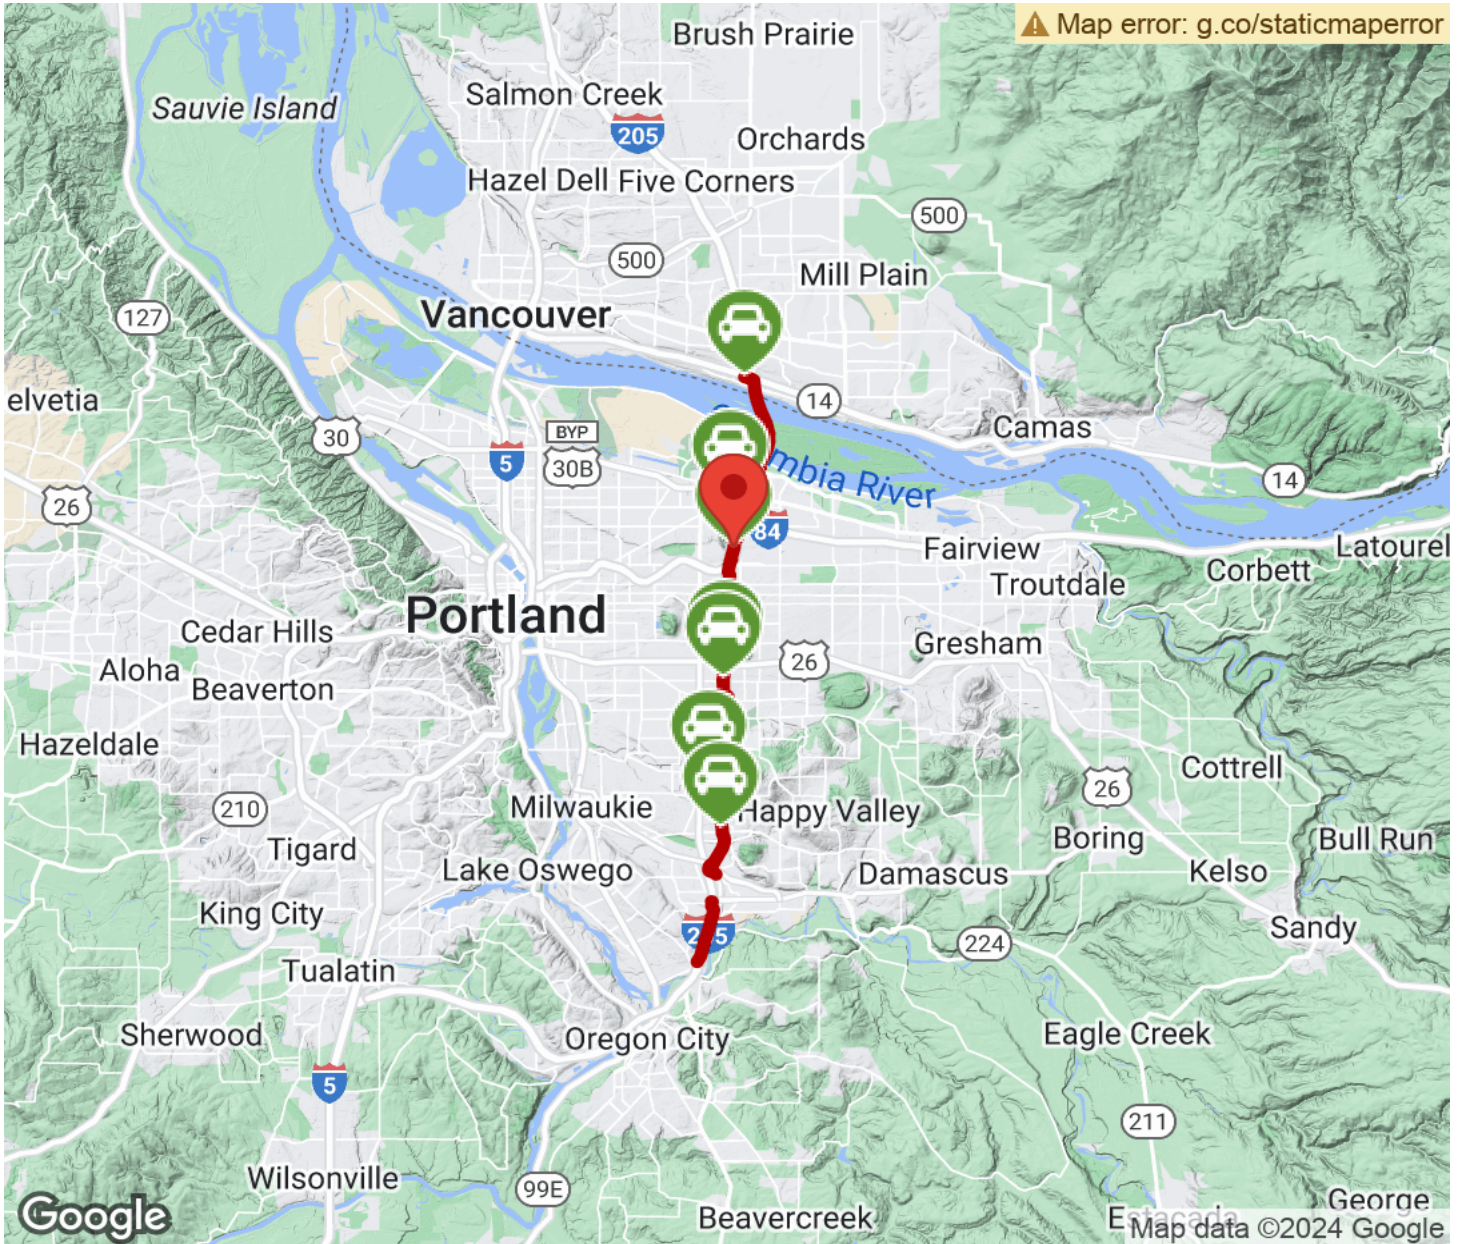 Brush Prairie
Map error: g.co/staticmaperror
Salmon Creek
Sauvie Island
205
Orchards
Hazel Dell
Five Corners
500
500
Mill Plain
127
Vancouver
14
elvetia
Camas
30
BYP
30B
5
mbia River
14
26
84
Fairview
Latourel
Troutdale
Corbett
Portland
Cedar Hills
Gresham
26
Aloha
Beaverton
Hazeldale
Cottrell
26
210
Milwaukie
Happy Valley
Boring
Bull Run
Tigard
Lake Oswego
Damascus
Kelso
King City
Sandy
205
224
Tualatin
Sherwood
Oregon City
Eagle Creek
5
211
Wilsonville
99E
George
Google
Beavercreek
Estacada
Map data ©2024 Google